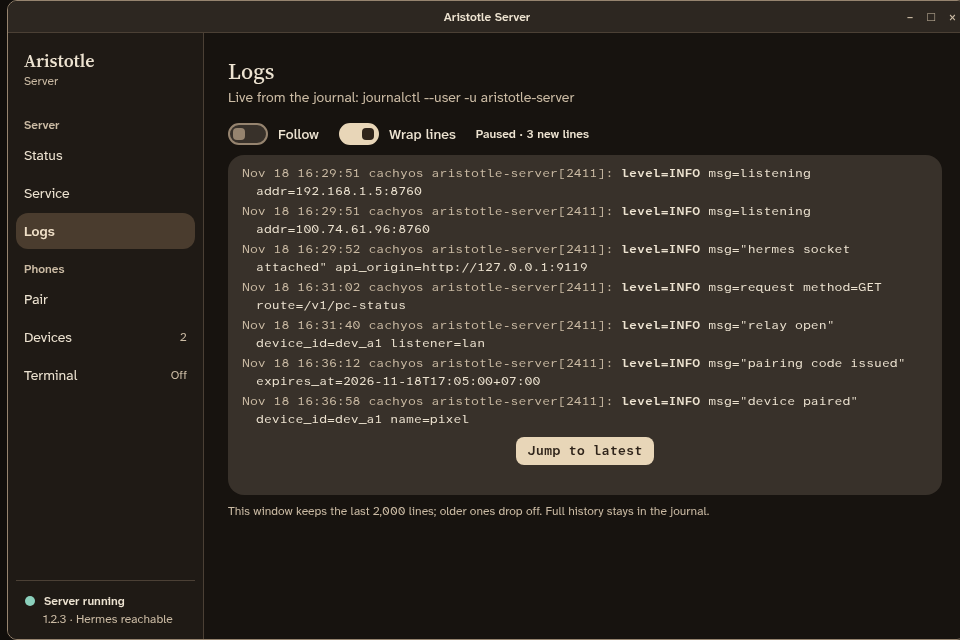 Aristotle Server
Aristotle
Server
Server
Status
Service
Logs
Phones
Pair
Devices 2
Terminal Off
Server running
1.2.3 · Hermes reachable
Logs
Live from the journal: journalctl --user -u aristotle-server
Follow Wrap lines Paused · 3 new lines
Nov 18 16:29:51 cachyos aristotle-server[2411]: level=INFO msg=listening
addr=192.168.1.5:8760
Nov 18 16:29:51 cachyos aristotle-server[2411]: level=INFO msg=listening
addr=100.74.61.96:8760
Nov 18 16:29:52 cachyos aristotle-server[2411]: level=INFO msg="hermes socket
attached" api_origin=http://127.0.0.1:9119
Nov 18 16:31:02 cachyos aristotle-server[2411]: level=INFO msg=request method=GET
route=/v1/pc-status
Nov 18 16:31:40 cachyos aristotle-server[2411]: level=INFO msg="relay open"
device_id=dev_a1 listener=lan
Nov 18 16:36:12 cachyos aristotle-server[2411]: level=INFO msg="pairing code issued"
expires_at=2026-11-18T17:05:00+07:00
Nov 18 16:36:58 cachyos aristotle-server[2411]: level=INFO msg="device paired"
device_id=dev_a1 name=pixel
Jump to latest
This window keeps the last 2,000 lines; older ones drop off. Full history stays in the journal.